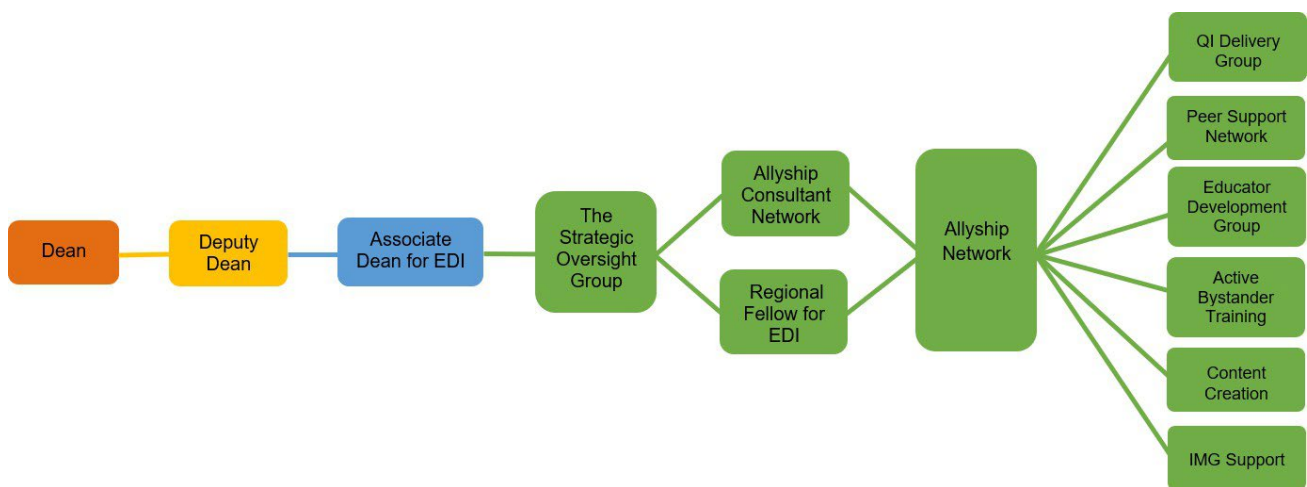 Dean
Deputy
Dean
Associate
Dean for EDI
The
Strategic
Oversight
Group
Allyship
Consultant
Network
Regional
Fellow for
EDI
Allyship
Network
QI Delivery
Group
Peer Support
Network
Educator
Development
Group
Active
Bystander
Training
Content
Creation
IMG Support